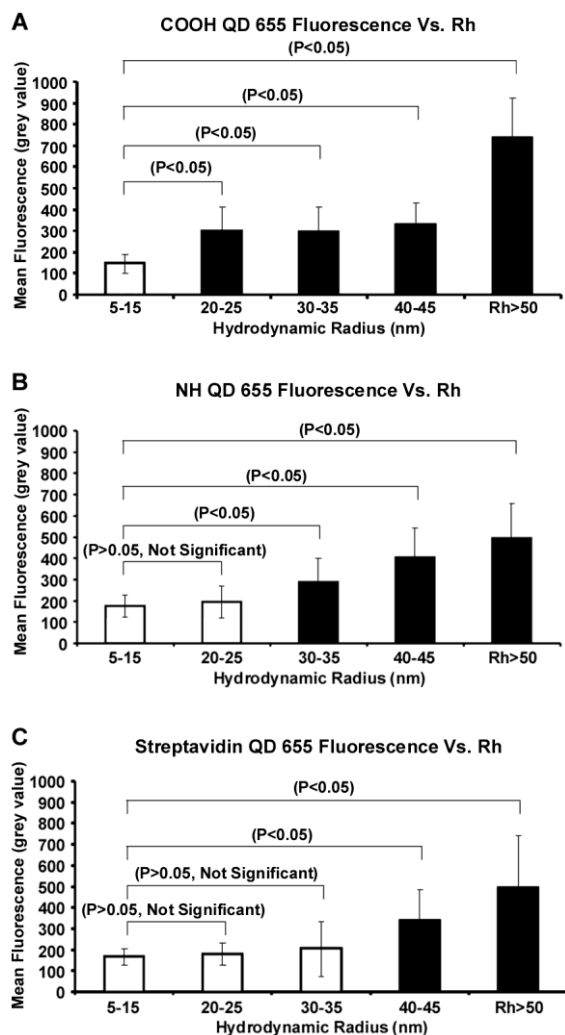 A
COOH QD 655 Fluorescence Vs. Rh
(P<0.05)
(P<0.05)
(P<0.05)
(P<0.05)
Mean Fluorescence (grey value)
1000
900
800
700
600
500
400
300
200
100
0
5-15 20-25 30-35 40-45 Rh>50
Hydrodynamic Radius (nm)
B
NH QD 655 Fluorescence Vs. Rh
(P<0.05)
(P<0.05)
(P<0.05)
(P>0.05, Not Significant)
Mean Fluorescence (grey value)
1000
900
800
700
600
500
400
300
200
100
0
5-15 20-25 30-35 40-45 Rh>50
Hydrodynamic Radius (nm)
C
Streptavidin QD 655 Fluorescence Vs. Rh
(P<0.05)
(P<0.05)
(P>0.05, Not Significant)
(P>0.05, Not Significant)
Mean Fluorescence (grey value)
1000
900
800
700
600
500
400
300
200
100
0
5-15 20-25 30-35 40-45 Rh>50
Hydrodynamic Radius (nm)